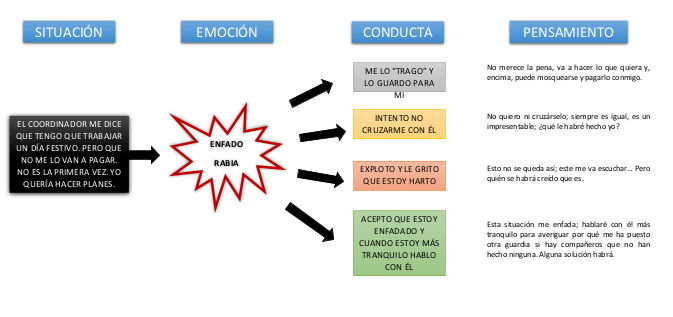 SITUACIÓN
EMOCIÓN
CONDUCTA
PENSAMIENTO
EL COORDINADOR ME DICE
QUE TENGO QUE TRABAJAR
UN DÍA FESTIVO. PERO QUE
NO ME LO VAN A PAGAR.
NO ES LA PRIMERA VEZ. YO
QUERÍA HACER PLANES.
ENFADO
RABIA
ME LO “TRAGO” Y
LO GUARDO PARA
MI
No merece la pena, va a hacer lo que quiera y,
encima, puede mosquearse y pagarlo conmigo.
INTENTO NO
CRUZARME CON ÉL
No quiero ni cruzármelo; siempre es igual, es un
impresentable; ¿qué le habré hecho yo?
EXPLOTO Y LE GRITO
QUE ESTOY HARTO
Esto no se queda así; este me va escuchar... Pero
quién se habrá creído que es.
ACEPTO QUE ESTOY
ENFADADO Y
CUANDO ESTOY MÁS
TRANQUILO HABLO
CON ÉL
Esta situación me enfada; hablaré con él más
tranquilo para averiguar por qué me ha puesto
otra guardia si hay compañeros que no han
hecho ninguna. Alguna solución habrá.